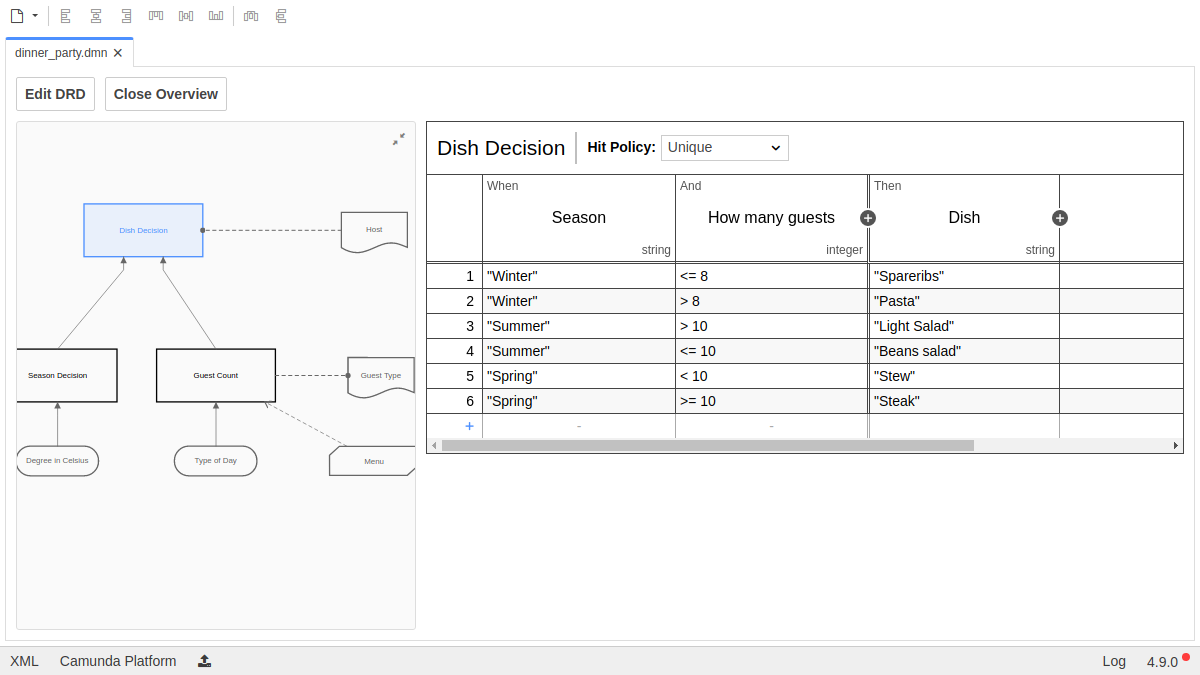 dinner_party.dmn
Edit DRD
Close Overview
Dish Decision
Host
Season Decision
Guest Count
Guest Type
Degree in Celsius
Type of Day
Menu
Dish Decision
Hit Policy: Unique
When And Then
Season How many guests Dish
string integer string
1 "Winter" <= 8 "Spareribs"
2 "Winter" > 8 "Pasta"
3 "Summer" > 10 "Light Salad"
4 "Summer" <= 10 "Beans salad"
5 "Spring" < 10 "Stew"
6 "Spring" >= 10 "Steak"
+ - -
XML Camunda Platform Log 4.9.0